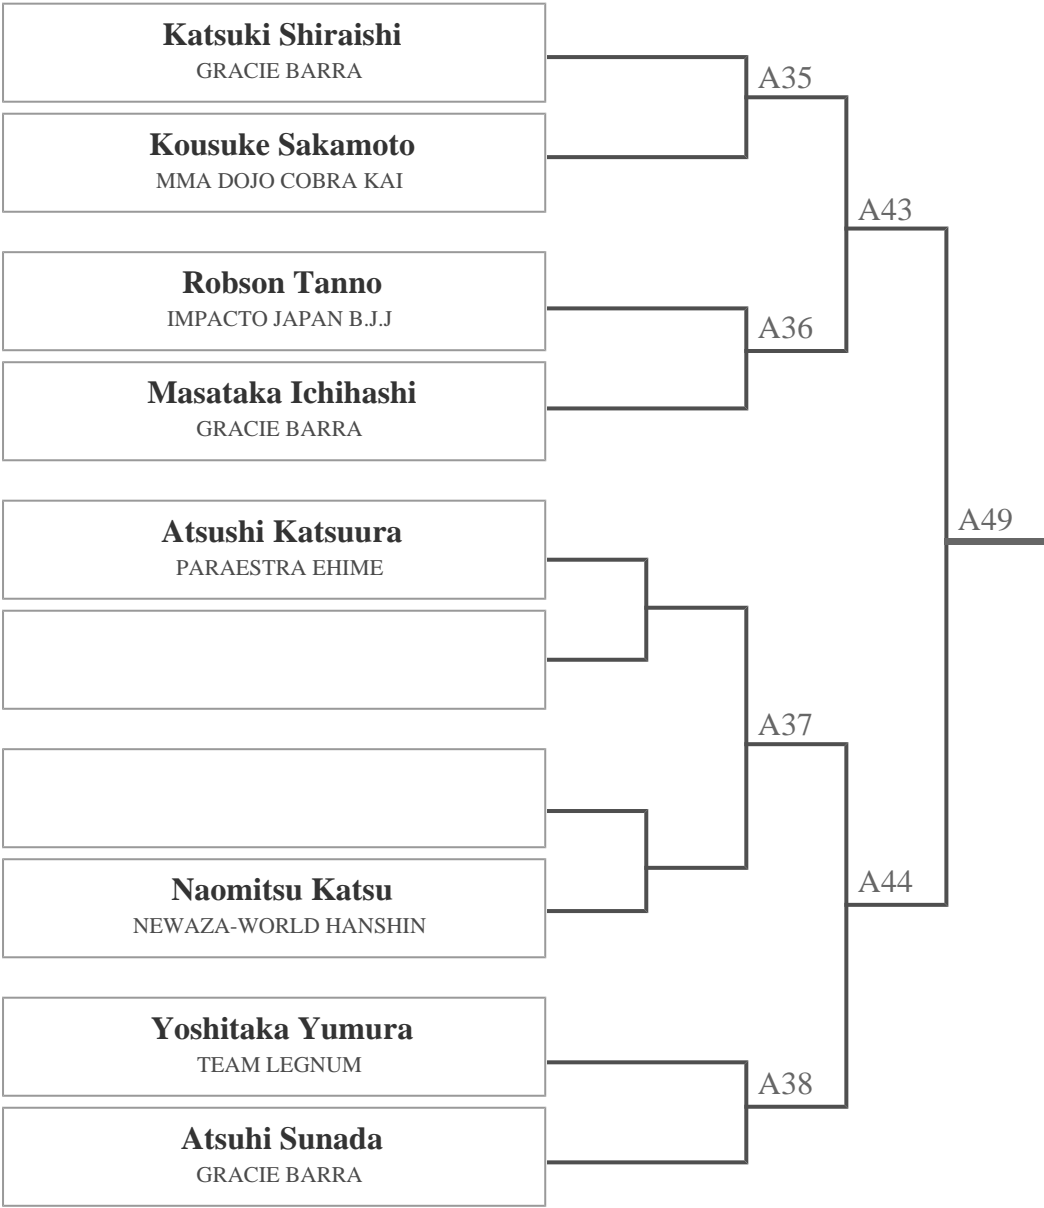 Katsuki Shiraishi
GRACIE BARRA
A35
Kousuke Sakamoto
MMA DOJO COBRA KAI
A43
Robson Tanno
IMPACTO JAPAN B.J.J
A36
Masataka Ichihashi
GRACIE BARRA
Atsushi Katsuura
PARAESTRA EHIME
A49
A37
Naomitsu Katsu
NEWAZA-WORLD HANSHIN
A44
Yoshitaka Yumura
TEAM LEGNUM
A38
Atsuhi Sunada
GRACIE BARRA